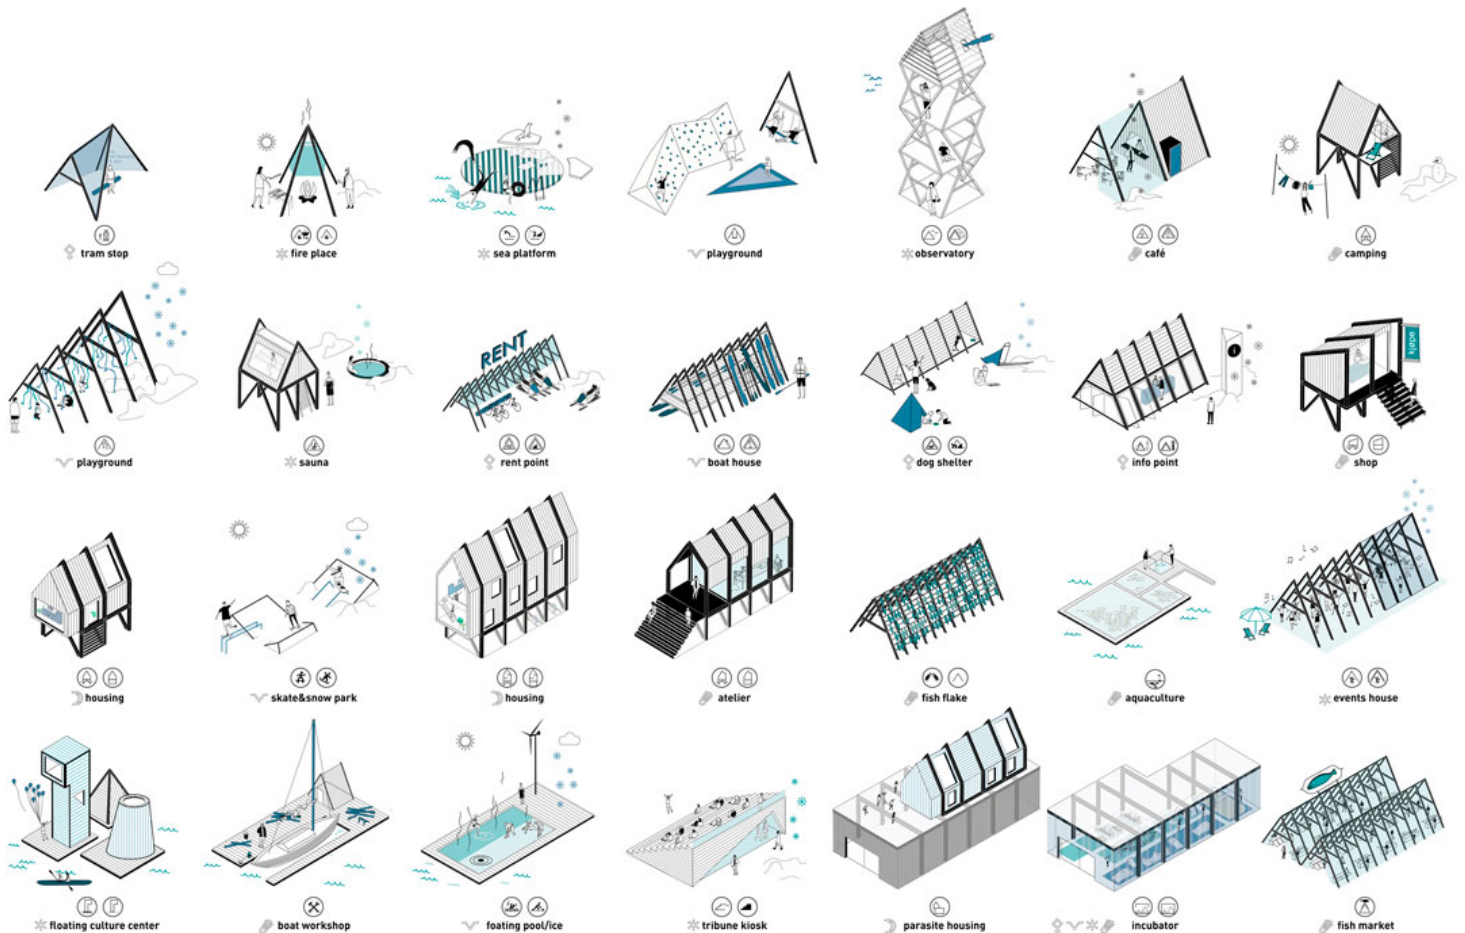 tram stop
fire place
sea platform
playground
observatory
café
camping
playground
sauna
RENT
rent point
boat house
dog shelter
i
info point
shop
housing
skate&snow park
housing
atelier
fish flake
aquaculture
events house
floating culture center
boat workshop
foating pool/ice
tribune kiosk
parasite housing
incubator
fish market